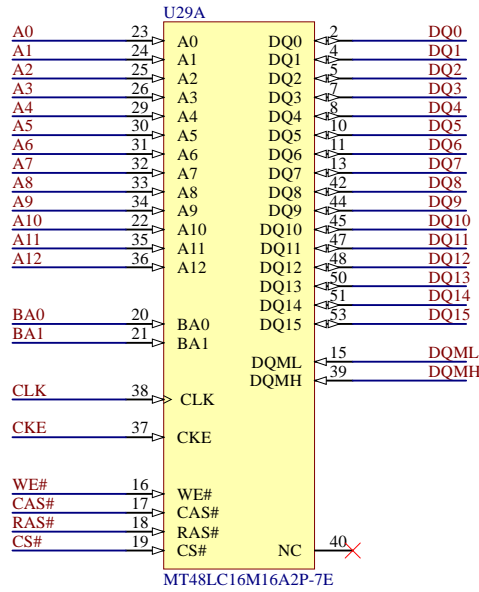 U29A
A0 23 A0 DQ0 2 DQ0
A1 24 A1 DQ1 4 DQ1
A2 25 A2 DQ2 5 DQ2
A3 26 A3 DQ3 7 DQ3
A4 29 A4 DQ4 8 DQ4
A5 30 A5 DQ5 10 DQ5
A6 31 A6 DQ6 11 DQ6
A7 32 A7 DQ7 13 DQ7
A8 33 A8 DQ8 42 DQ8
A9 34 A9 DQ9 44 DQ9
A10 22 A10 DQ10 45 DQ10
A11 35 A11 DQ11 47 DQ11
A12 36 A12 DQ12 48 DQ12
DQ13 50 DQ13
DQ14 51 DQ14
BA0 20 BA0 DQ15 53 DQ15
BA1 21 BA1
DQML 15 DQML
DQMH 39 DQMH
CLK 38 CLK
CKE 37 CKE
WE# 16 WE#
CAS# 17 CAS#
RAS# 18 RAS#
CS# 19 CS# NC 40
MT48LC16M16A2P-7E